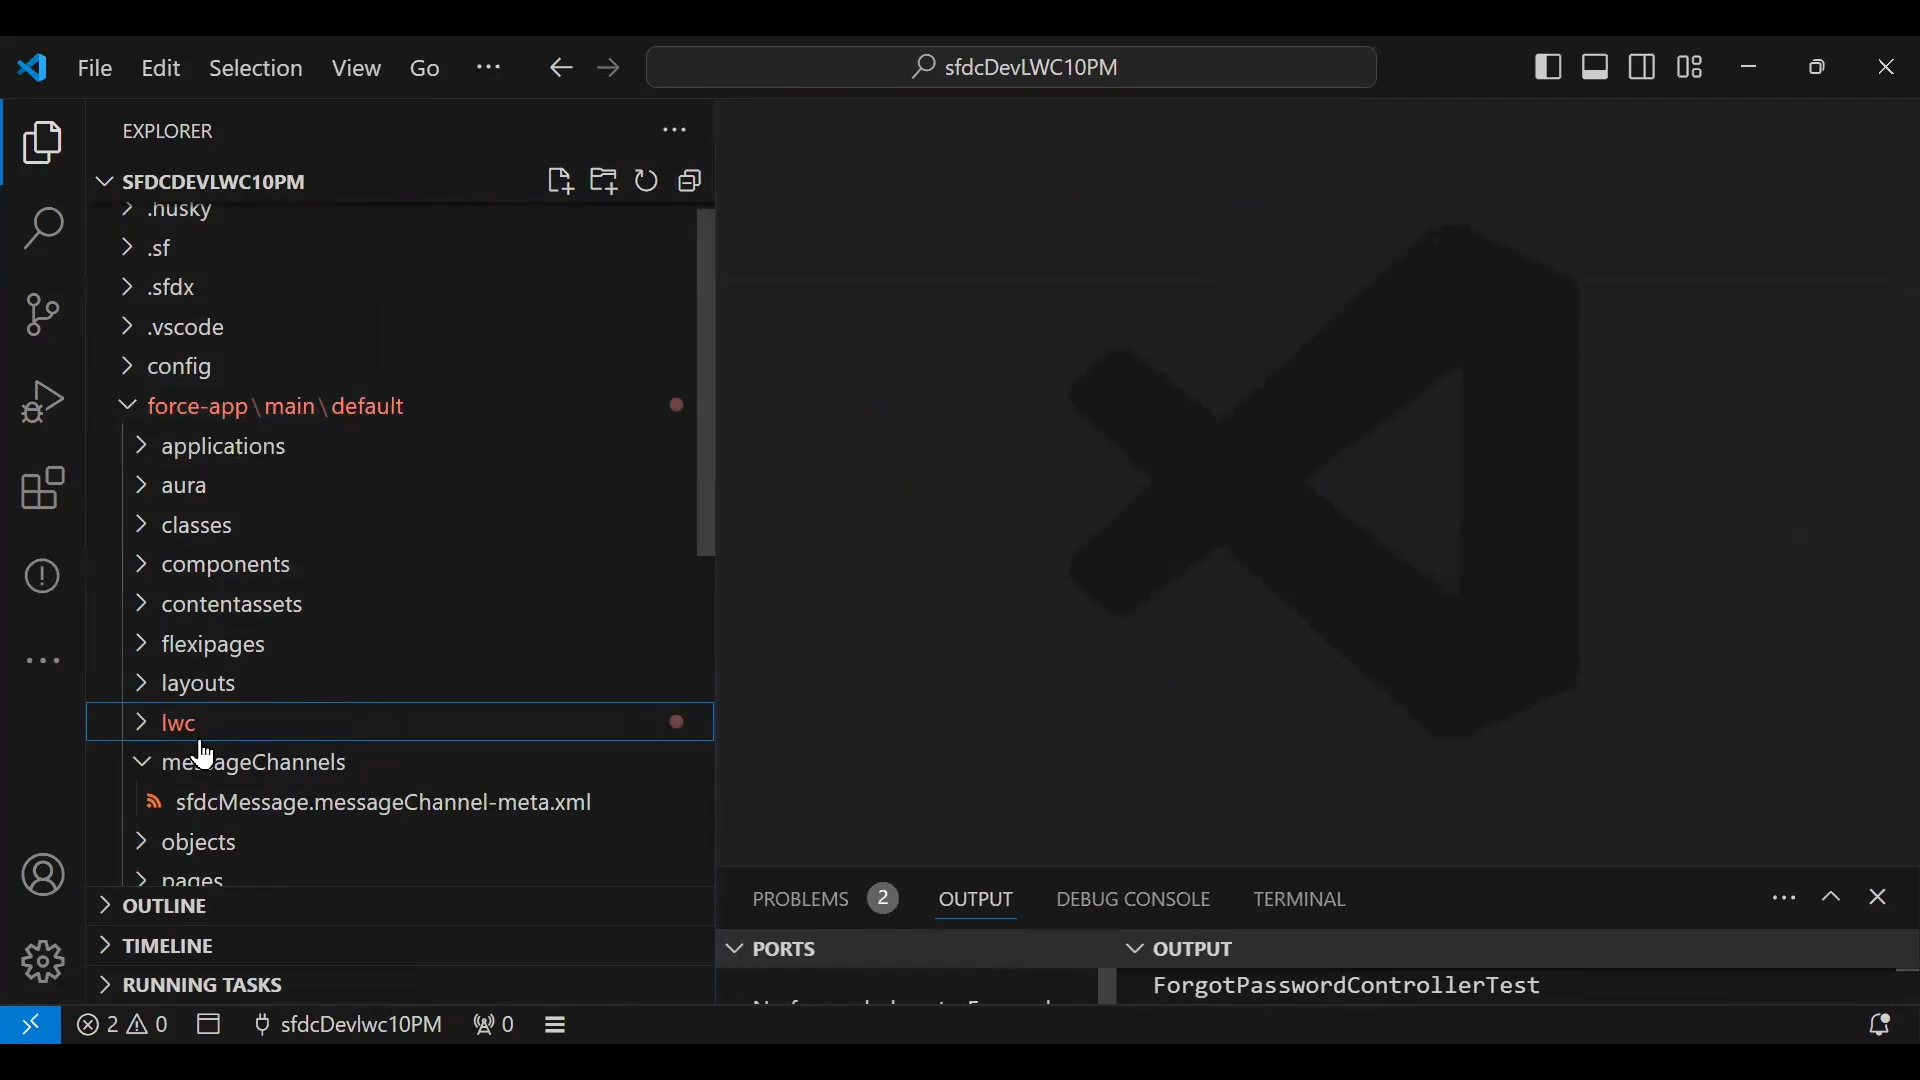 File Edit Selection View Go ··· sfdcDevLWC10PM
EXPLORER
SFDCDEVLWC10PM
.husky
.sf
.sfdx
.vscode
config
force-app\main\default
applications
aura
classes
components
contentassets
flexipages
layouts
lwc
messageChannels
sfdcMessage.messageChannel-meta.xml
objects
pages
OUTLINE
TIMELINE
RUNNING TASKS
PROBLEMS 2 OUTPUT DEBUG CONSOLE TERMINAL
PORTS
OUTPUT
ForgotPasswordControllerTest
2 0 sfdcDevlwc10PM 0